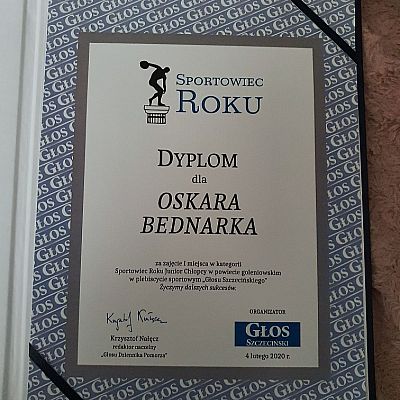 SPORTOWIEC
ROKU
DYPLOM
dla
OSKARA
BEDNARKA
za zajęcie I miejsca w kategorii
Sportowiec Roku Junior Chłopcy w powiecie goleniowskim
w plebiscycie sportowym „Głosu Szczecińskiego”
Życzymy dalszych sukcesów.
Krzysztof Nałęcz
redaktor naczelny
„Głosu Dziennika Pomorza”
ORGANIZATOR
GŁOS
SZCZECIŃSKI
4 lutego 2020 r.